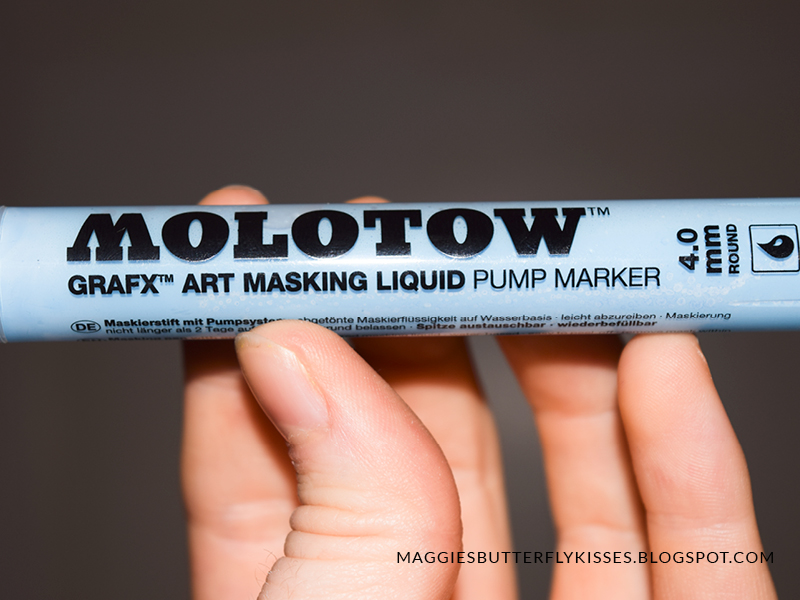 MOLOTOW™
GRAFX™ ART MASKING LIQUID PUMP MARKER
4.0
mm
ROUND
DE Maskierstift mit Pumpsystem abgetönte Maskierflüssigkeit auf Wasserbasis · leicht abzureiben · Maskierung
nicht länger als 2 Tage auf belassen · Spitze austauschbar · wiederbefüllbar
MAGGIESBUTTERFLYKISSES.BLOGSPOT.COM